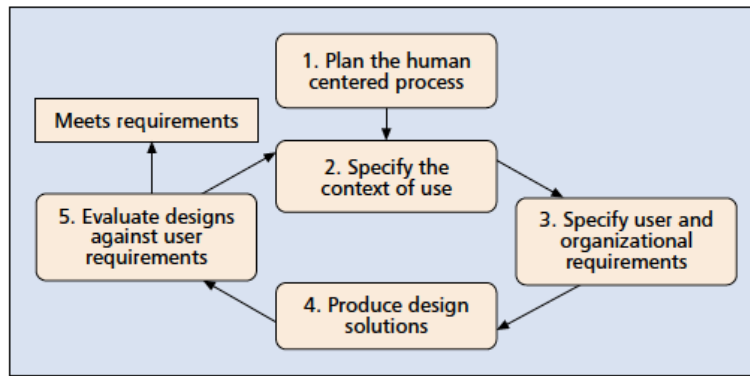 1. Plan the human
centered process
Meets requirements
2. Specify the
context of use
5. Evaluate designs
against user
requirements
3. Specify user and
organizational
requirements
4. Produce design
solutions